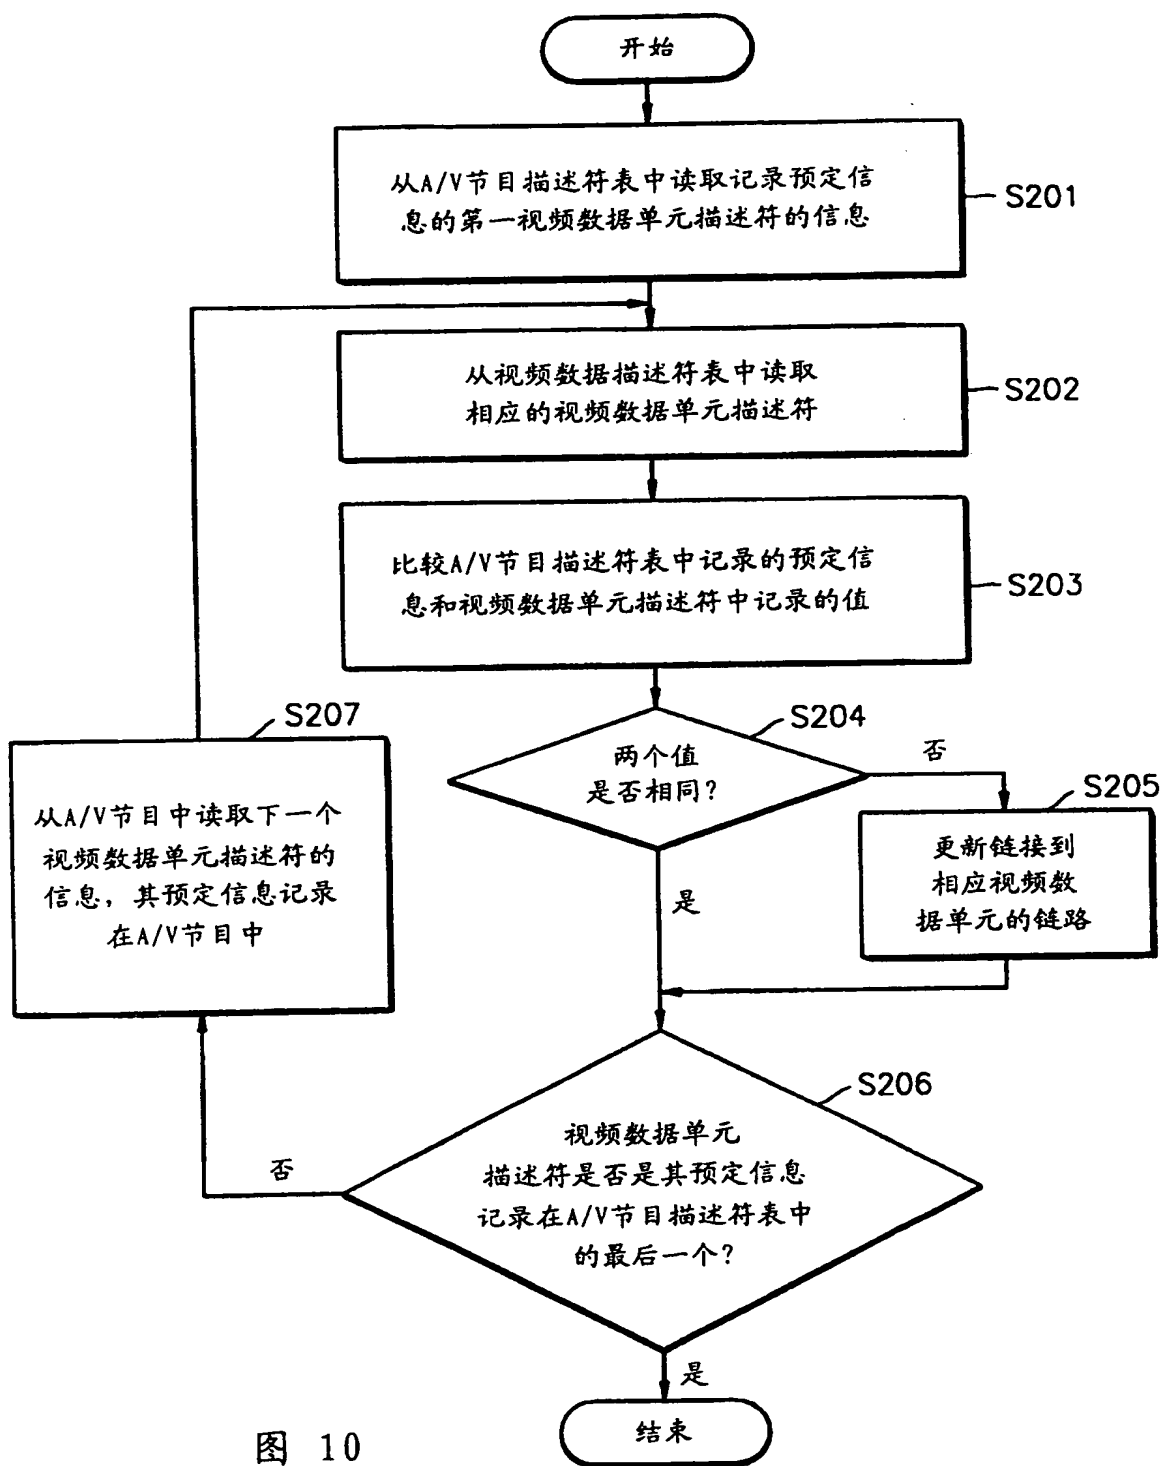 开始
从A/V节目描述符表中读取记录预定信
息的第一视频数据单元描述符的信息
S201
从视频数据描述符表中读取
相应的视频数据单元描述符
S202
比较A/V节目描述符表中记录的预定信
息和视频数据单元描述符中记录的值
S203
S207
从A/V节目中读取下一个
视频数据单元描述符的
信息，其预定信息记录
在A/V节目中
S204
两个值
是否相同？
否
是
S205
更新链接到
相应视频数
据单元的链路
S206
视频数据单元
描述符是否是其预定信息
记录在A/V节目描述符表中
的最后一个？
否
是
结束
图 10